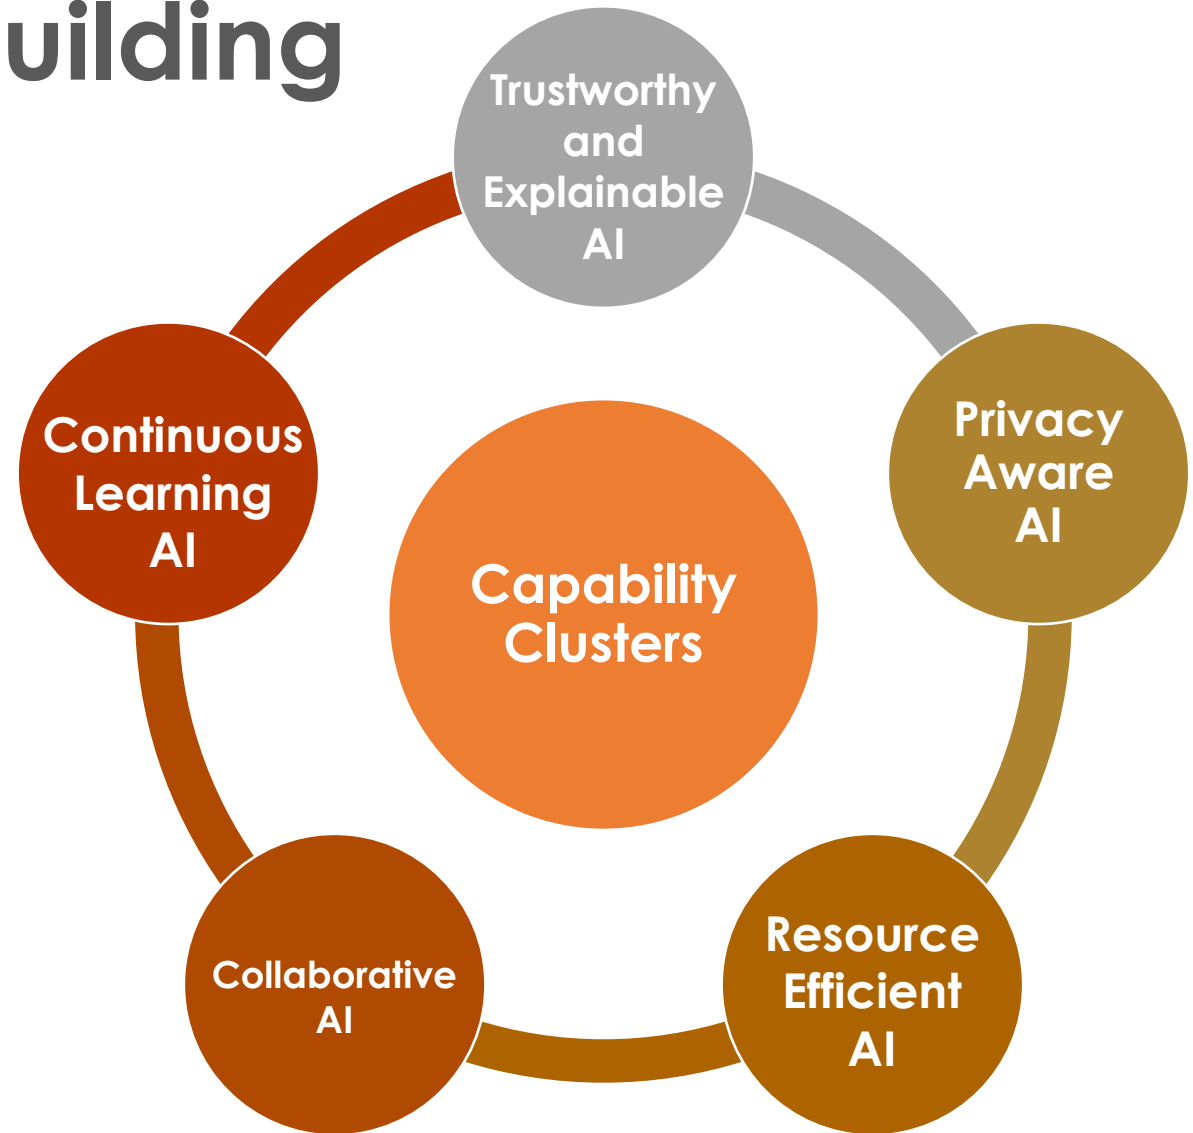 uilding
Trustworthy
and
Explainable
AI
Privacy
Aware
AI
Resource
Efficient
AI
Collaborative
AI
Continuous
Learning
AI
Capability
Clusters